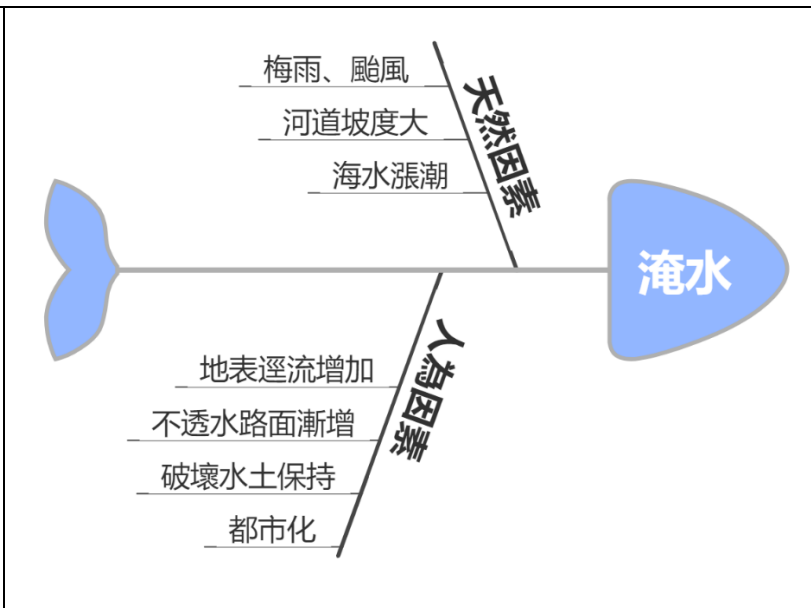 梅雨、颱風
河道坡度大
海水漲潮
天然因素
淹水
人為因素
地表逕流增加
不透水路面漸增
破壞水土保持
都市化